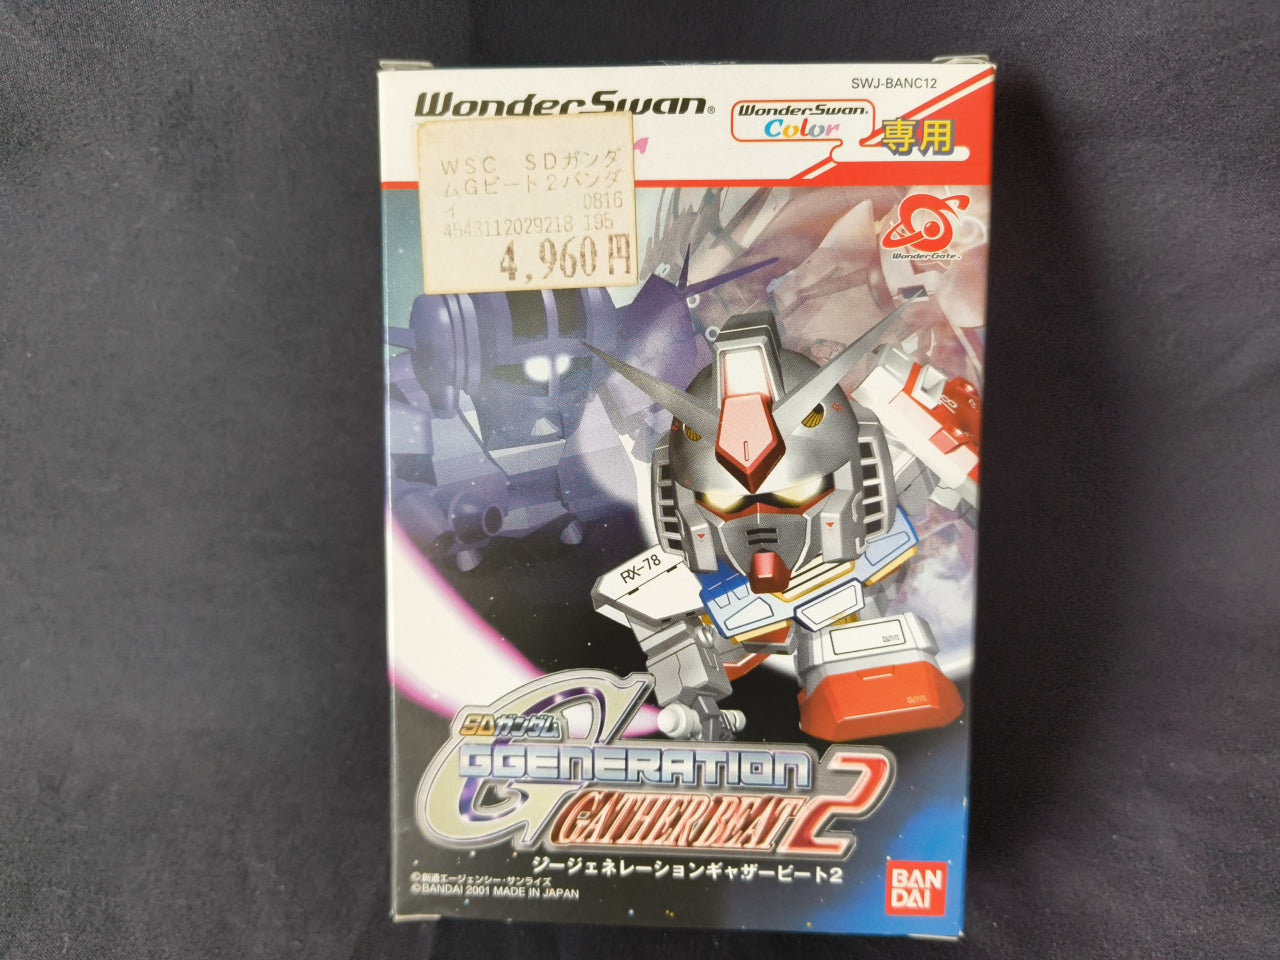 SWJ-BANC12
WonderSwan®
WonderSwan®
Color
専用
WSC SDガンダ
ムGビート2バンダ
ィ 0816
4543112029218 195
4,960円
WonderGate™
RX-78
SDガンダム
GGENERATION
GATHER BEAT 2
ジージェネレーションギャザービート2
©創通エージェンシー・サンライズ
©BANDAI 2001 MADE IN JAPAN
BAN
DAI